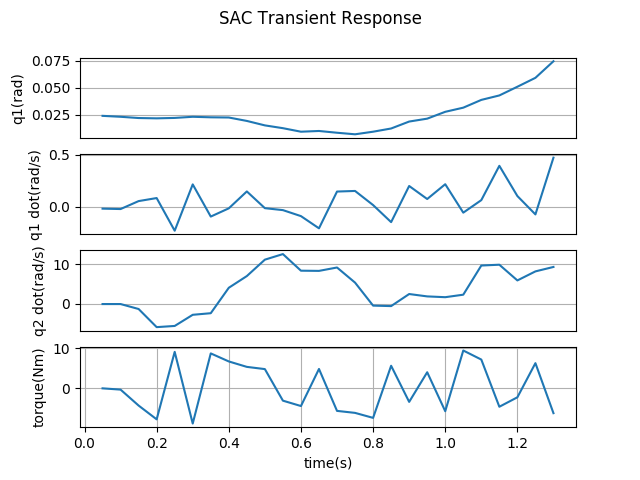 SAC Transient Response
q1(rad)
0.075
0.050
0.025
q1 dot(rad/s)
0.5
0.0
q2 dot(rad/s)
10
0
torque(Nm)
10
0
0.0 0.2 0.4 0.6 0.8 1.0 1.2
time(s)